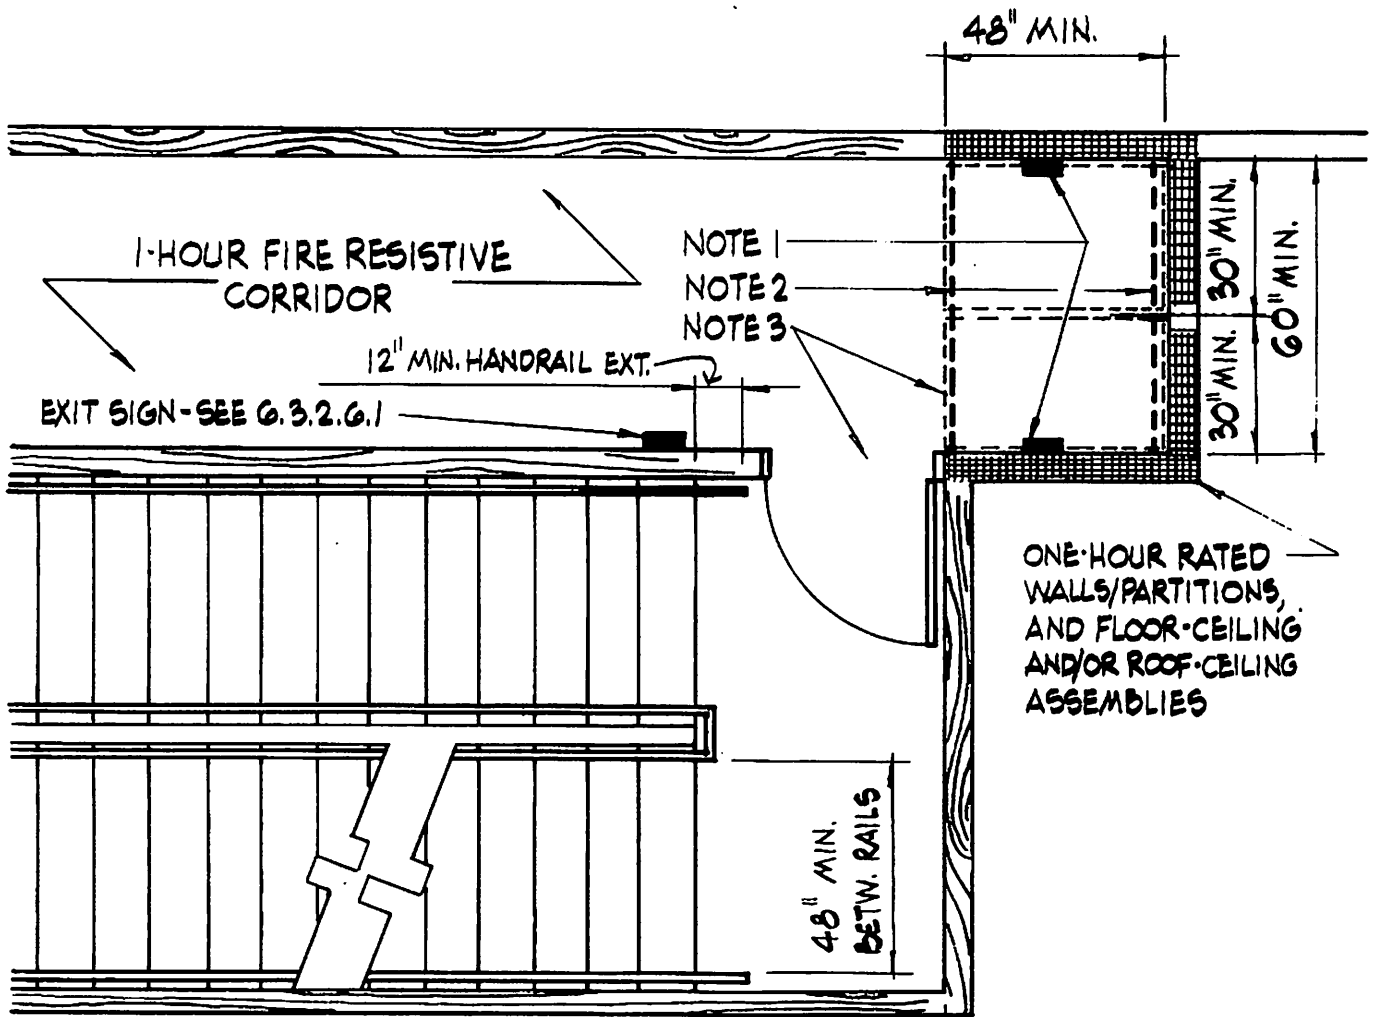 48" MIN.
1-HOUR FIRE RESISTIVE
CORRIDOR
NOTE 1
NOTE 2
NOTE 3
30" MIN.
30" MIN.
60" MIN.
12" MIN. HANDRAIL EXT.
EXIT SIGN-SEE 6.3.2.6.1
ONE-HOUR RATED
WALLS/PARTITIONS,
AND FLOOR-CEILING
AND/OR ROOF-CEILING
ASSEMBLIES
48" MIN.
BETW. RAILS